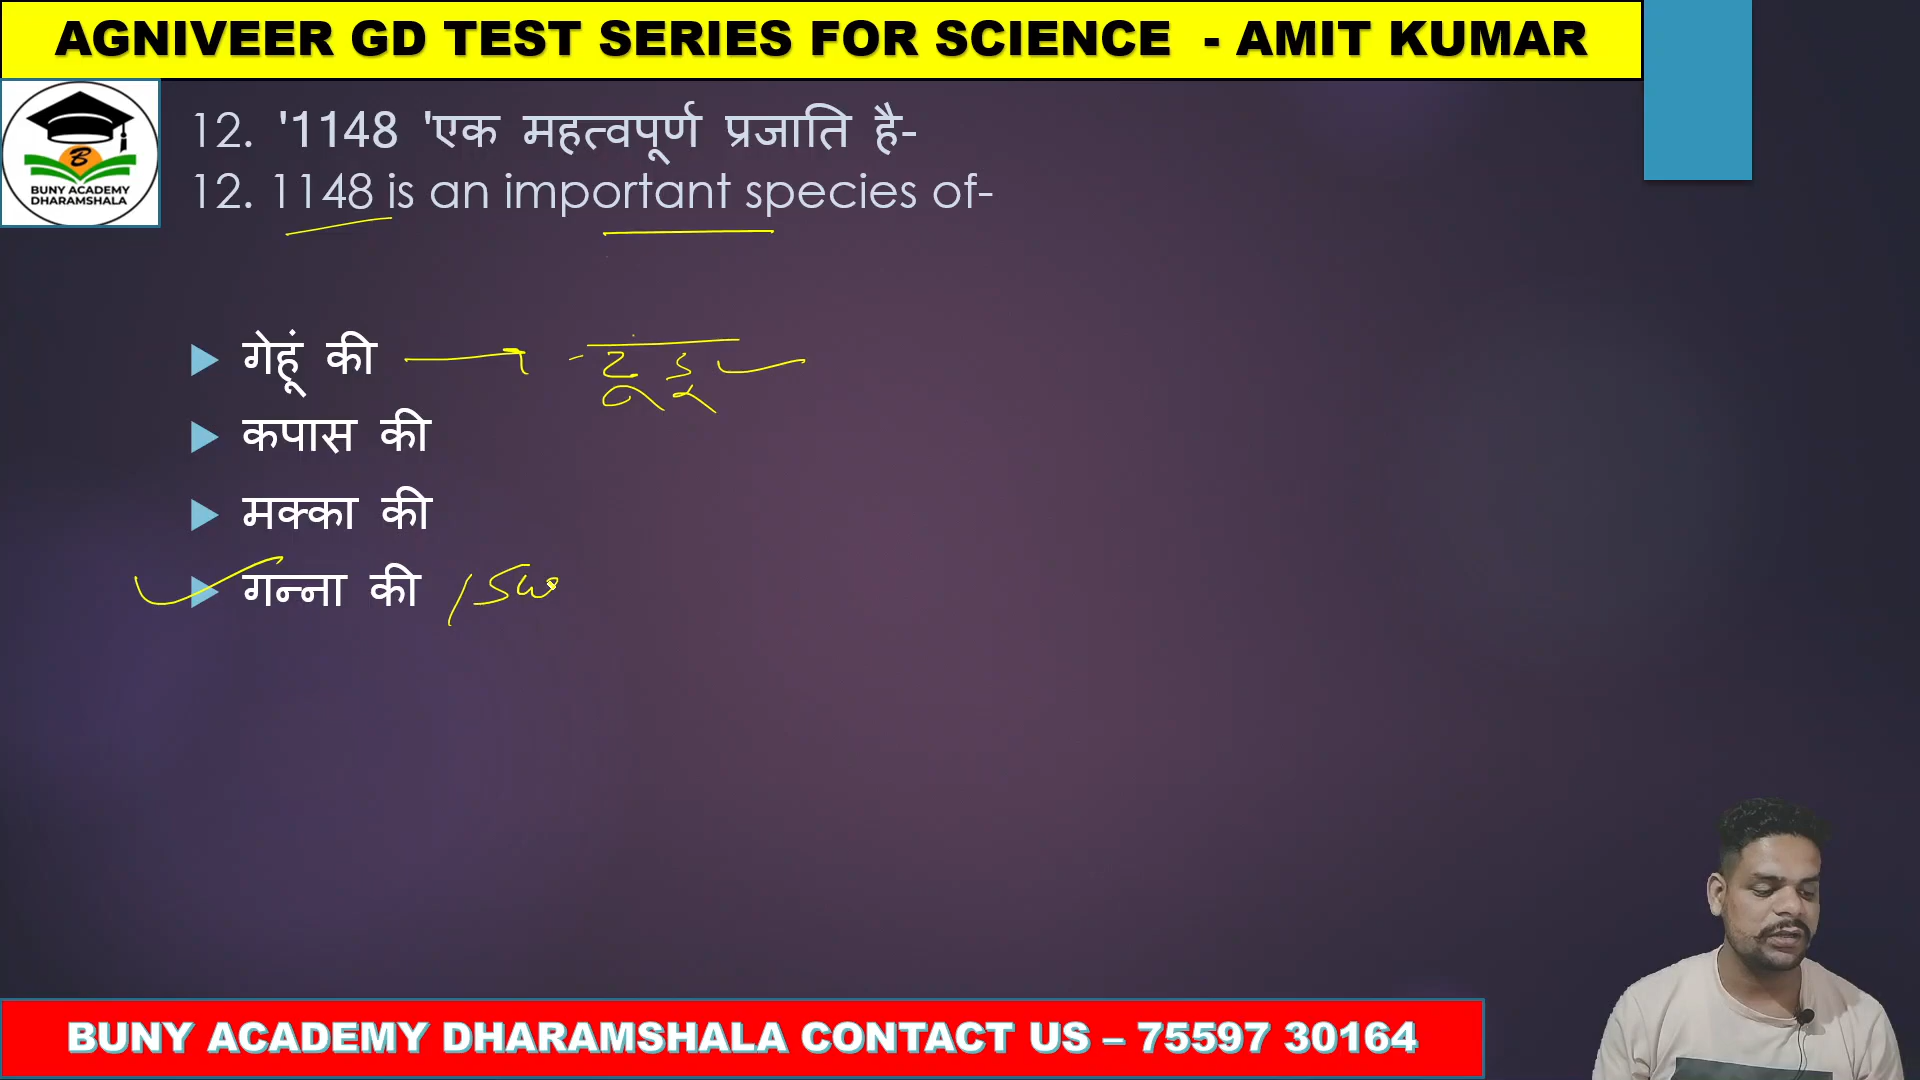 AGNIVEER GD TEST SERIES FOR SCIENCE - AMIT KUMAR
BUNY ACADEMY
DHARAMSHALA
12. '1148 'एक महत्वपूर्ण प्रजाति है-
12. 1148 is an important species of-
गेहूं की
कपास की
मक्का की
गन्ना की
BUNY ACADEMY DHARAMSHALA CONTACT US – 75597 30164